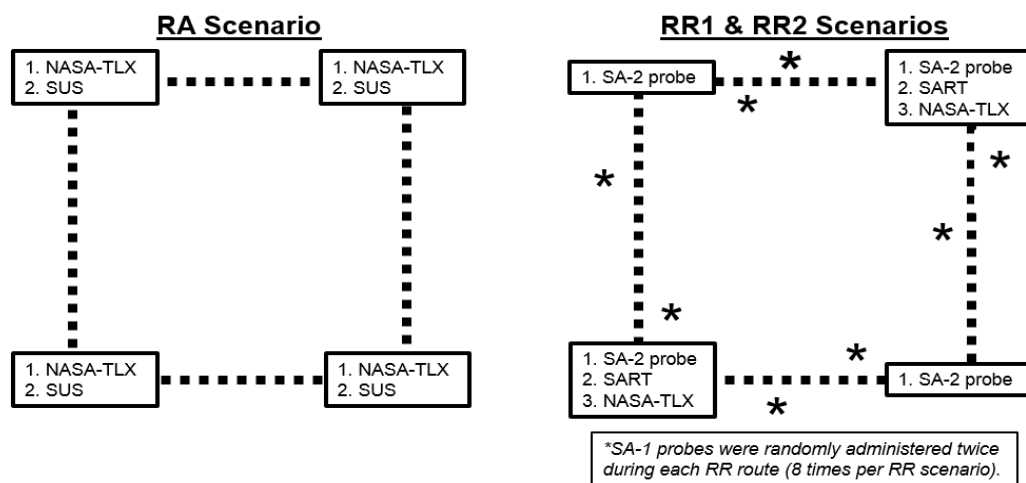 RA Scenario
1. NASA-TLX
2. SUS
1. NASA-TLX
2. SUS
1. NASA-TLX
2. SUS
1. NASA-TLX
2. SUS
RR1 & RR2 Scenarios
1. SA-2 probe
*
*
1. SA-2 probe
2. SART
3. NASA-TLX
*
*
*
*
1. SA-2 probe
2. SART
3. NASA-TLX
*
*
1. SA-2 probe
*SA-1 probes were randomly administered twice
during each RR route (8 times per RR scenario).